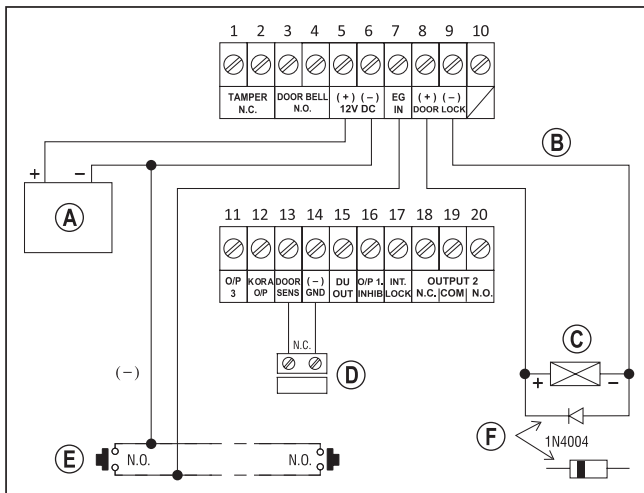 1 2 3 4 5 6 7 8 9 10
TAMPER N.C. DOOR BELL N.O. (+) (−) 12V DC EG IN (+) (−) DOOR LOCK
+ −
A
B
11 12 13 14 15 16 17 18 19 20
O/P 3 KORA O/P DOOR SENS (−) GND DU OUT O/P 1. INHIB INT. LOCK OUTPUT 2 N.C. COM N.O.
N.C.
D
C
+ −
(−)
F
1N4004
E
N.O. N.O.